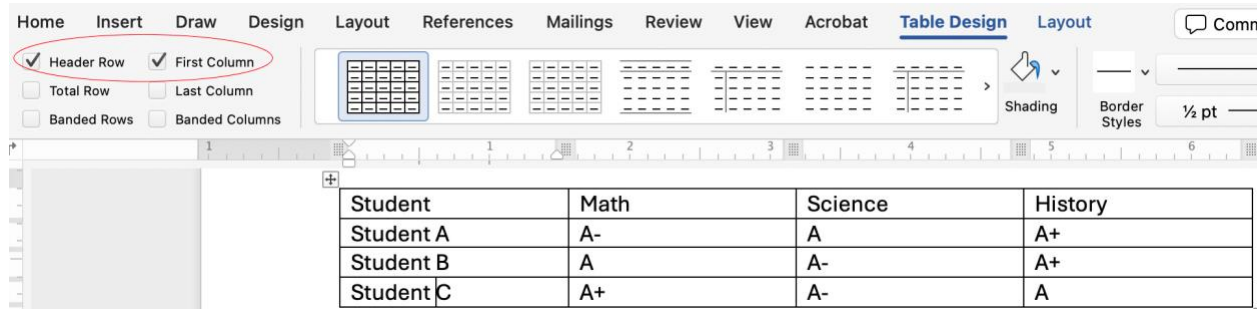 Home Insert Draw Design Layout References Mailings Review View Acrobat Table Design Layout
Header Row First Column
Total Row Last Column
Banded Rows Banded Columns
Shading
Border Styles
½ pt
1 1 2 3 4 5 6
Student Math Science History
Student A A- A A+
Student B A A- A+
Student C A+ A- A